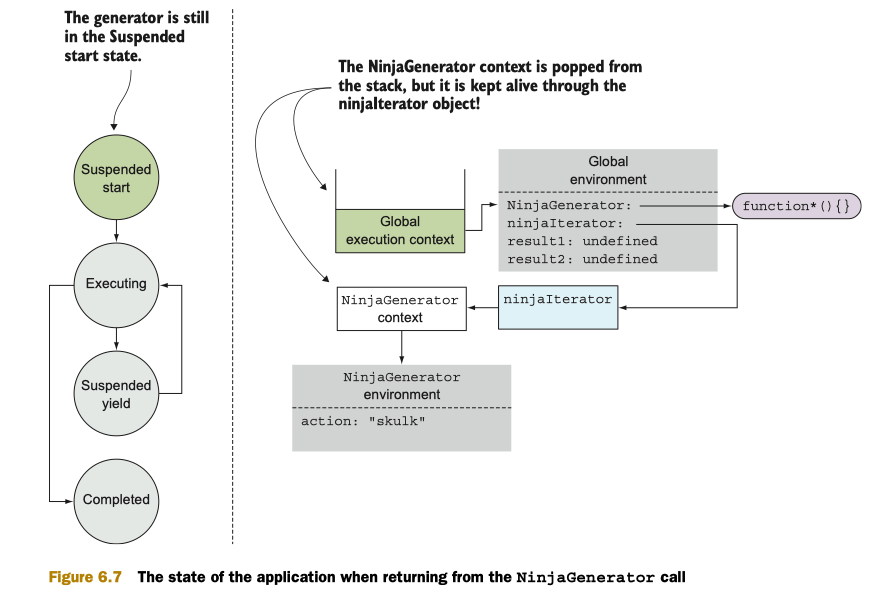 The generator is still
in the Suspended
start state.
Suspended
start
Executing
Suspended
yield
Completed
The NinjaGenerator context is popped from
the stack, but it is kept alive through the
ninjaIterator object!
Global
execution context
Global
environment
NinjaGenerator:
ninjaIterator:
result1: undefined
result2: undefined
function*(){}
NinjaGenerator
context
ninjaIterator
NinjaGenerator
environment
action: "skulk"
Figure 6.7 The state of the application when returning from the NinjaGenerator call